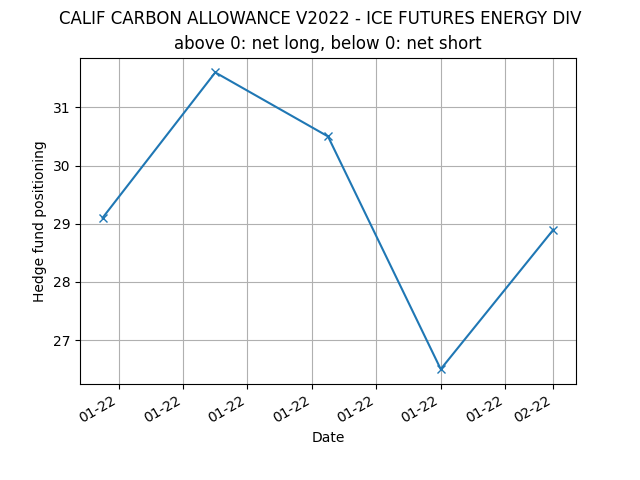 CALIF CARBON ALLOWANCE V2022 - ICE FUTURES ENERGY DIV
above 0: net long, below 0: net short
Hedge fund positioning
31
30
29
28
27
01-22 01-22 01-22 01-22 01-22 01-22 01-22 02-22
Date